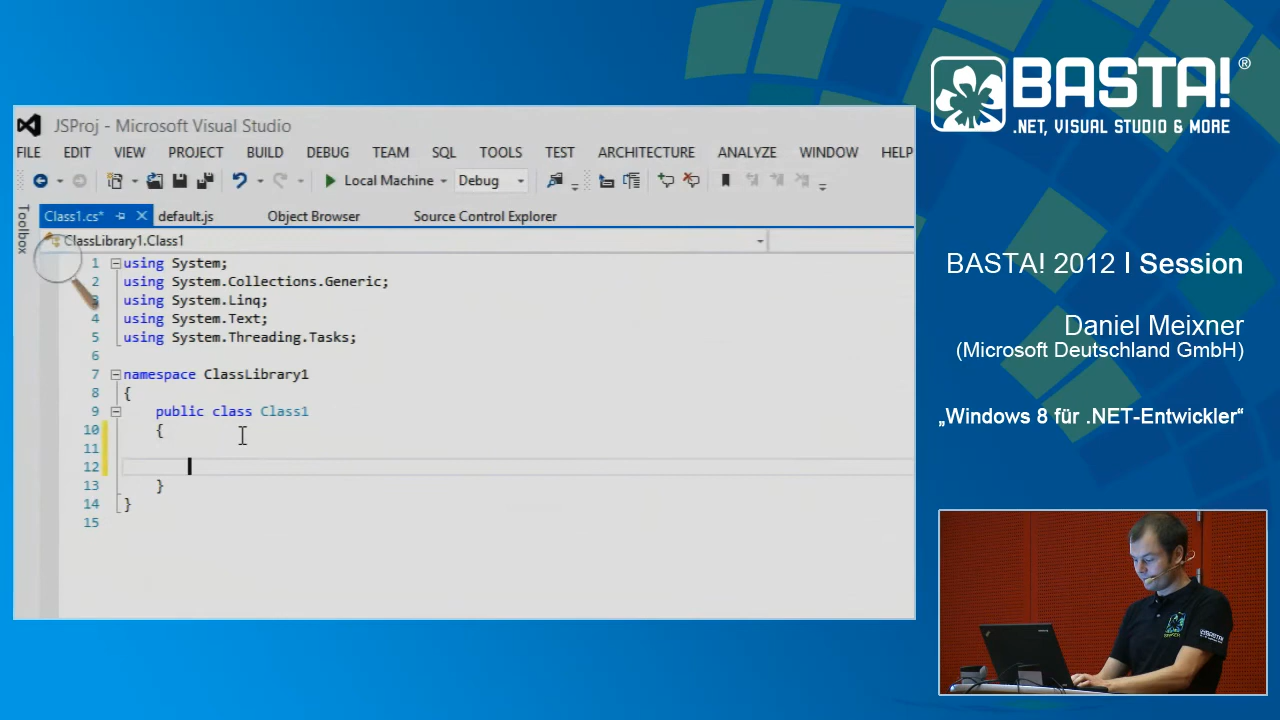 JSProj - Microsoft Visual Studio
FILE EDIT VIEW PROJECT BUILD DEBUG TEAM SQL TOOLS TEST ARCHITECTURE ANALYZE WINDOW HELP
Local Machine Debug
Toolbox
Class1.cs* default.js Object Browser Source Control Explorer
ClassLibrary1.Class1
1 using System;
2 using System.Collections.Generic;
3 using System.Linq;
4 using System.Text;
5 using System.Threading.Tasks;
6
7 namespace ClassLibrary1
8 {
9 public class Class1
10 {
11
12
13 }
14 }
15
BASTA!®
.NET, VISUAL STUDIO & MORE
BASTA! 2012 I Session
Daniel Meixner
(Microsoft Deutschland GmbH)
„Windows 8 für .NET-Entwickler“
BASTA!